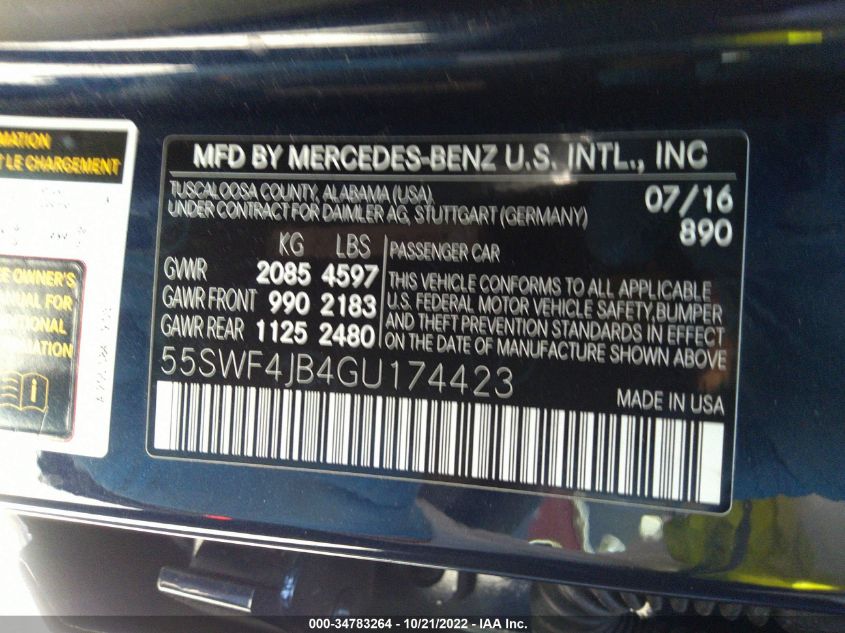 MATION
T LE CHARGEMENT
EE OWNER'S
MANUAL FOR
MFD BY MERCEDES-BENZ U.S. INTL., INC
TUSCALOOSA COUNTY, ALABAMA (USA).
UNDER CONTRACT FOR DAIMLER AG, STUTTGART (GERMANY)
07/16
890
KG LBS
GVWR 2085 4597
GAWR FRONT 990 2183
GAWR REAR 1125 2480
PASSENGER CAR
THIS VEHICLE CONFORMS TO ALL APPLICABLE
U.S. FEDERAL MOTOR VEHICLE SAFETY, BUMPER
AND THEFT PREVENTION STANDARDS IN EFFECT
ON THE DATE OF MANUFACTURE SHOWN ABOVE.
55SWF4JB4GU174423
MADE IN USA
000-34783264 - 10/21/2022 - IAA Inc.